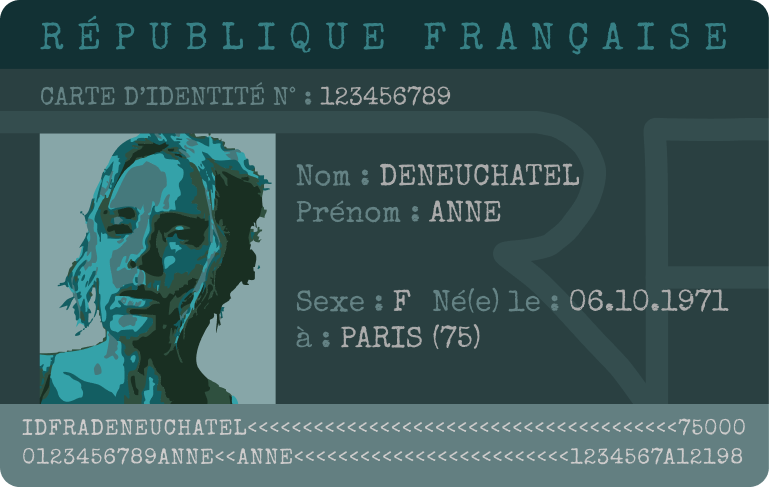 RÉPUBLIQUE FRANÇAISE
CARTE D'IDENTITÉ N° : 123456789
Nom : DENEUCHATEL
Prénom : ANNE
Sexe : F Né(e) le : 06.10.1971
à : PARIS (75)
IDFRADENEUCHATEL<<<<<<<<<<<<<<<<<<<<<<<<<<<<<<<<<<<<<<<75000
0123456789ANNE<<ANNE<<<<<<<<<<<<<<<<<<<<<<<<<1234567A12198